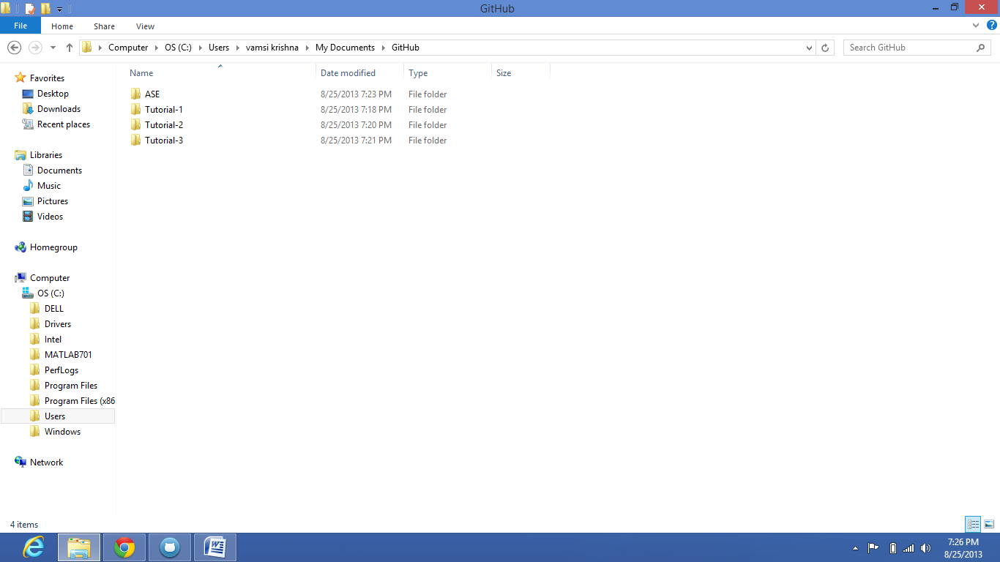 GitHub
File Home Share View
Computer OS (C:) Users vamsi krishna My Documents GitHub
Search GitHub
Name Date modified Type Size
ASE 8/25/2013 7:23 PM File folder
Tutorial-1 8/25/2013 7:18 PM File folder
Tutorial-2 8/25/2013 7:20 PM File folder
Tutorial-3 8/25/2013 7:21 PM File folder
Favorites
Desktop
Downloads
Recent places
Libraries
Documents
Music
Pictures
Videos
Homegroup
Computer
OS (C:)
DELL
Drivers
Intel
MATLAB701
PerfLogs
Program Files
Program Files (x86
Users
Windows
Network
4 items
7:26 PM
8/25/2013